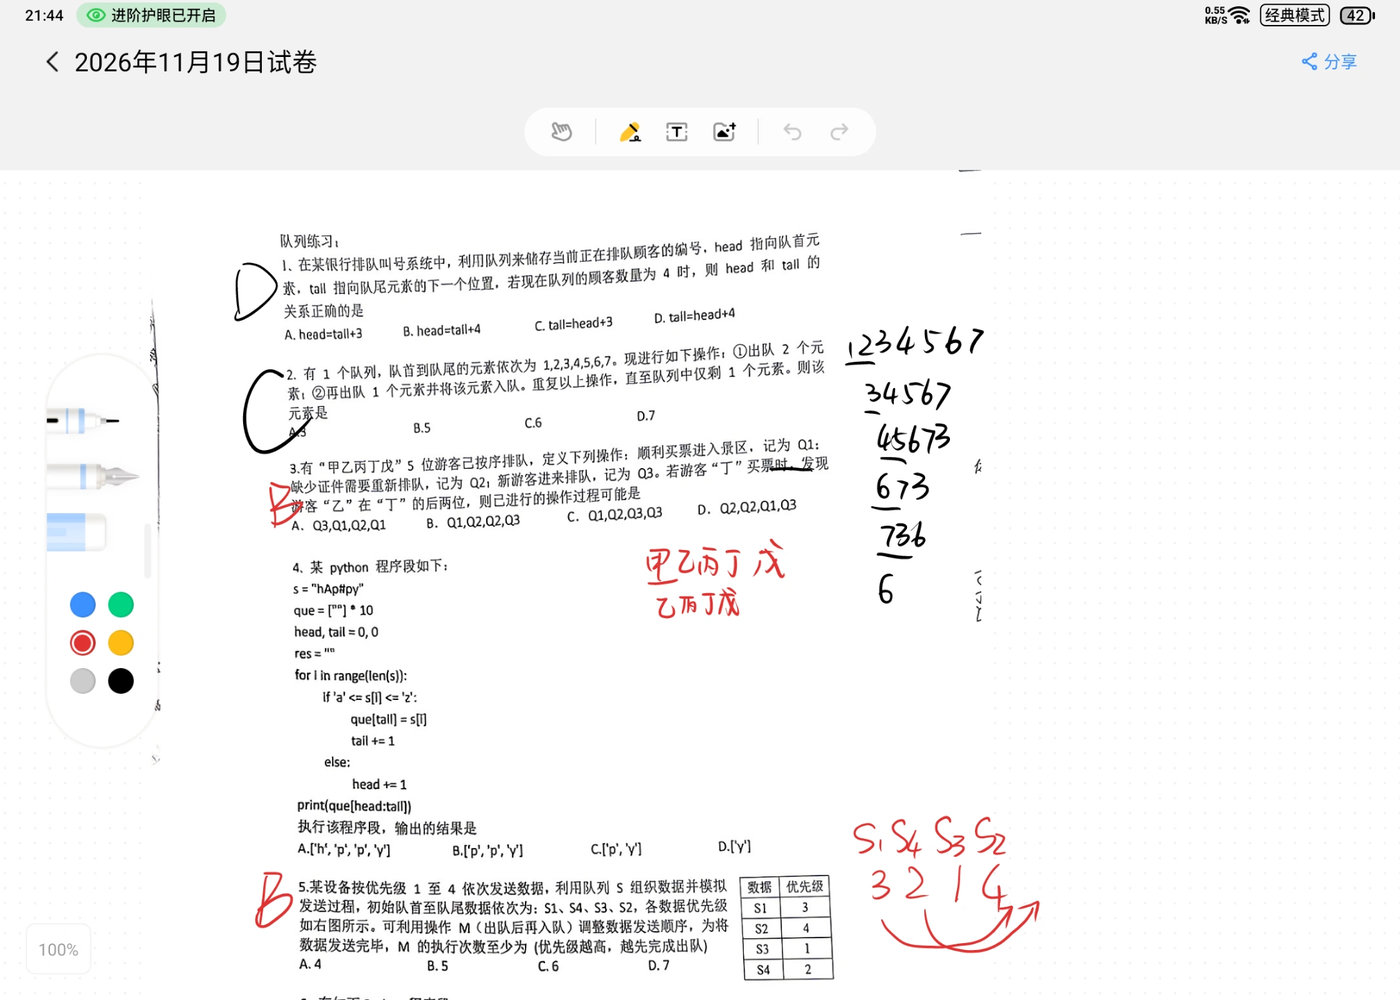 21:44 进阶护眼已开启 0.55 KB/S 经典模式 42
2026年11月19日试卷 分享
队列练习：
1、在某银行排队叫号系统中，利用队列来储存当前正在排队顾客的编号，head 指向队首元
素，tail 指向队尾元素的下一个位置，若现在队列的顾客数量为 4 时，则 head 和 tail 的
关系正确的是
D
A. head=tail+3 B. head=tail+4 C. tail=head+3 D. tail=head+4
2. 有 1 个队列，队首到队尾的元素依次为 1,2,3,4,5,6,7。现进行如下操作：①出队 2 个元
素；②再出队 1 个元素并将该元素入队。重复以上操作，直至队列中仅剩 1 个元素。则该
元素是
C
A.3 B.5 C.6 D.7
1234567
34567
45673
673
736
6
3.有“甲乙丙丁戊”5 位游客已按序排队，定义下列操作：顺利买票进入景区，记为 Q1；
缺少证件需要重新排队，记为 Q2；新游客进来排队，记为 Q3。若游客“丁”买票时，发现
游客“乙”在“丁”的后两位，则已进行的操作过程可能是
B
A、Q3,Q1,Q2,Q1 B. Q1,Q2,Q2,Q3 C. Q1,Q2,Q3,Q3 D. Q2,Q2,Q1,Q3
甲乙丙丁戊
乙丙丁戊
4、某 python 程序段如下：
s = "hAp#py"
que = [""] * 10
head, tail = 0, 0
res = ""
for i in range(len(s)):
if 'a' <= s[i] <= 'z':
que[tail] = s[i]
tail += 1
else:
head += 1
print(que[head:tail])
执行该程序段，输出的结果是
A.['h', 'p', 'p', 'y'] B.['p', 'p', 'y'] C.['p', 'y'] D.['y']
5.某设备按优先级 1 至 4 依次发送数据，利用队列 S 组织数据并模拟
发送过程，初始队首至队尾数据依次为：S1、S4、S3、S2，各数据优先级
如右图所示。可利用操作 M（出队后再入队）调整数据发送顺序，为将
数据发送完毕，M 的执行次数至少为 (优先级越高，越先完成出队)
B
A. 4 B. 5 C. 6 D. 7
数据 优先级
S1 3
S2 4
S3 1
S4 2
S1 S4 S3 S2
3 2 1 4
100%